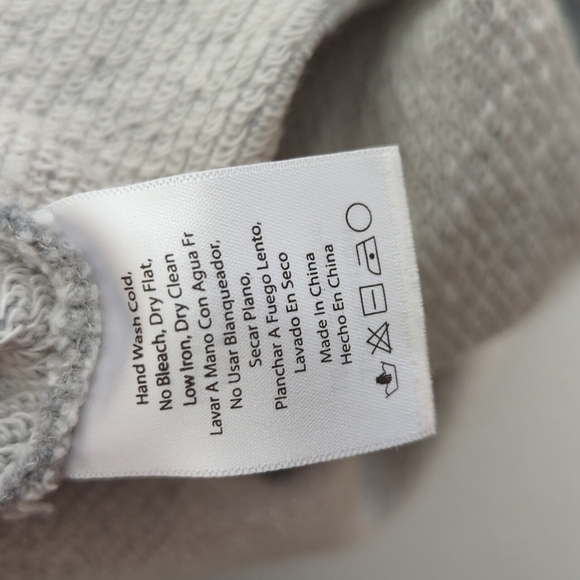 Hand Wash Cold,
No Bleach, Dry Flat,
Low Iron, Dry Clean
Lavar A Mano Con Agua Fr
No Usar Blanqueador,
Secar Plano,
Planchar A Fuego Lento,
Lavado En Seco
Made In China
Hecho En China